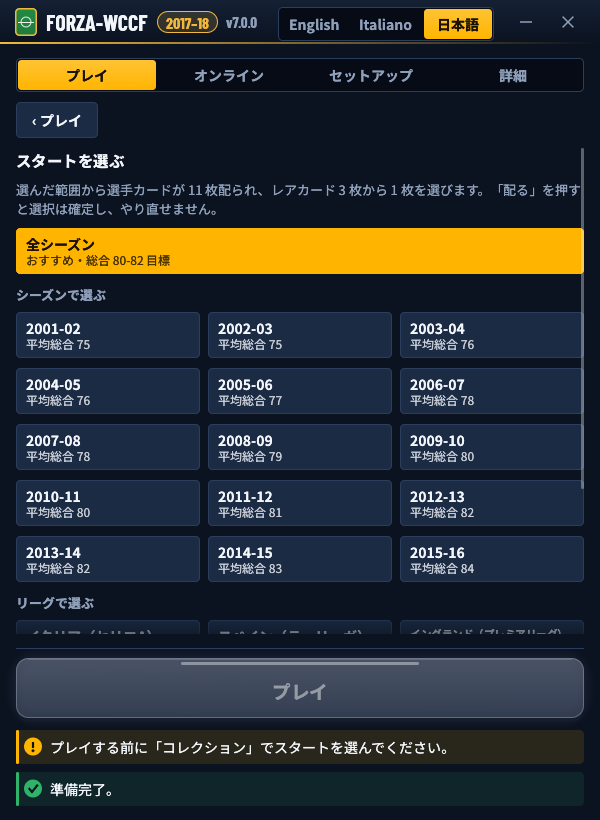 FORZA-WCCF 2017-18 v7.0.0 English Italiano 日本語
プレイ オンライン セットアップ 詳細
‹ プレイ
スタートを選ぶ
選んだ範囲から選手カードが 11 枚配られ、レアカード 3 枚から 1 枚を選びます。「配る」を押す
と選択は確定し、やり直せません。
全シーズン
おすすめ・総合 80-82 目標
シーズンで選ぶ
2001-02 2002-03 2003-04
平均総合 75 平均総合 75 平均総合 76
2004-05 2005-06 2006-07
平均総合 76 平均総合 77 平均総合 78
2007-08 2008-09 2009-10
平均総合 78 平均総合 79 平均総合 80
2010-11 2011-12 2012-13
平均総合 80 平均総合 81 平均総合 82
2013-14 2014-15 2015-16
平均総合 82 平均総合 83 平均総合 84
リーグで選ぶ
プレイ
プレイする前に「コレクション」でスタートを選んでください。
準備完了。